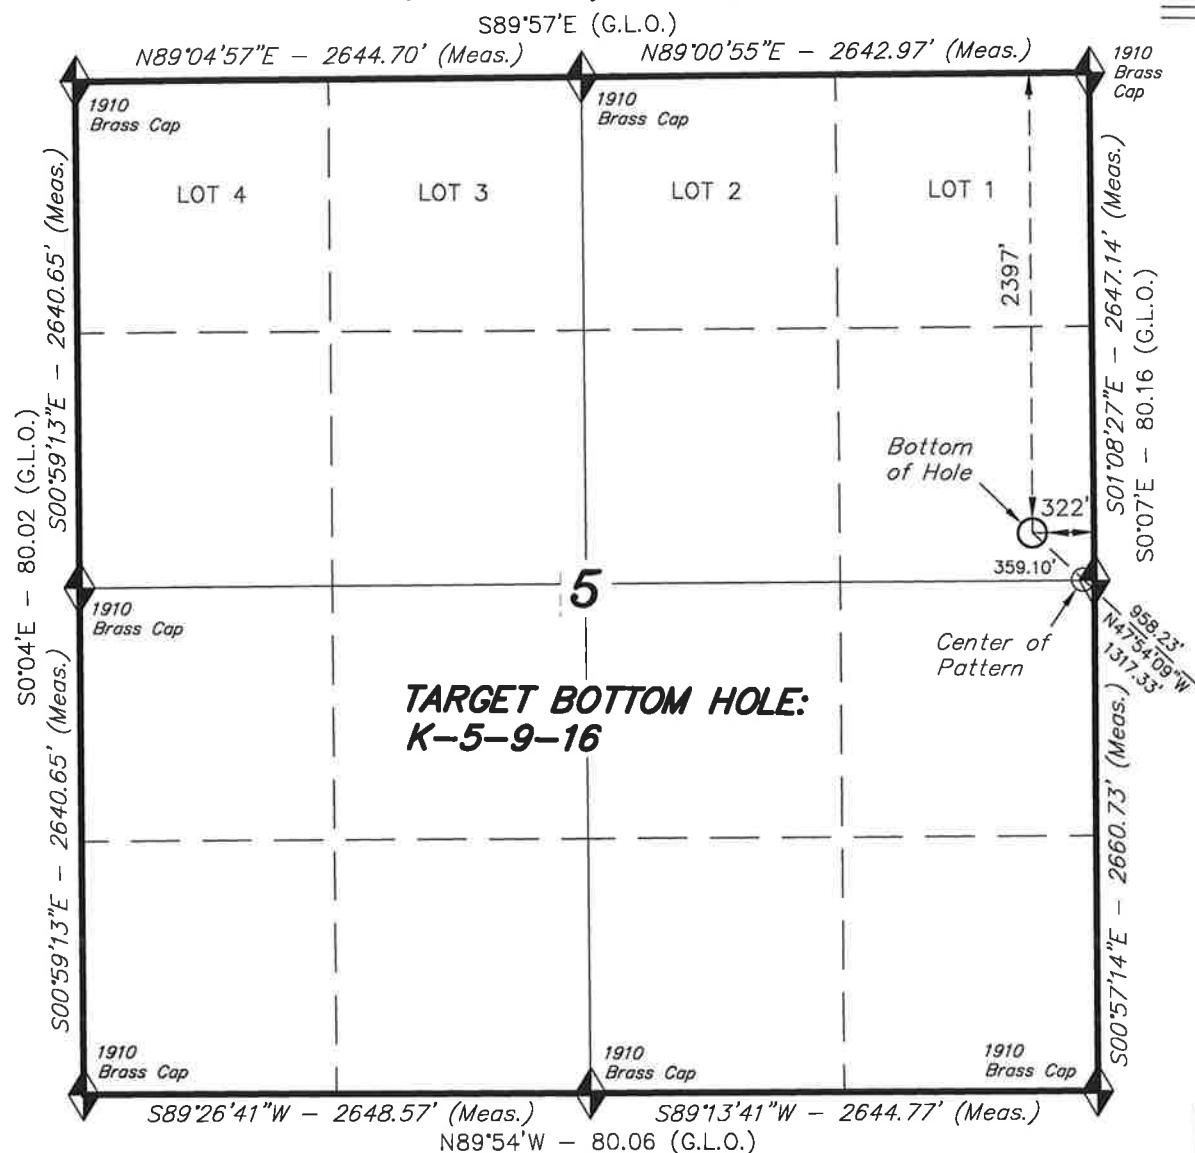 S89°57'E (G.L.O.)
N89°04'57"E – 2644.70' (Meas.)
N89°00'55"E – 2642.97' (Meas.)
1910
Brass Cap
1910
Brass Cap
1910
Brass
Cap
LOT 4
LOT 3
LOT 2
LOT 1
S00°59'13"E – 2640.65' (Meas.)
S0°04'E – 80.02 (G.L.O.)
2397'
S01°08'27"E – 2647.14' (Meas.)
S0°07'E – 80.16 (G.L.O.)
Bottom
of Hole
322'
359.10'
5
1910
Brass Cap
Center of
Pattern
958.23'
N47°54'09"W
1317.33'
TARGET BOTTOM HOLE:
K–5–9–16
S00°59'13"E – 2640.65' (Meas.)
S00°57'14"E – 2660.73' (Meas.)
1910
Brass Cap
1910
Brass Cap
1910
Brass Cap
S89°26'41"W – 2648.57' (Meas.)
S89°13'41"W – 2644.77' (Meas.)
N89°54'W – 80.06 (G.L.O.)